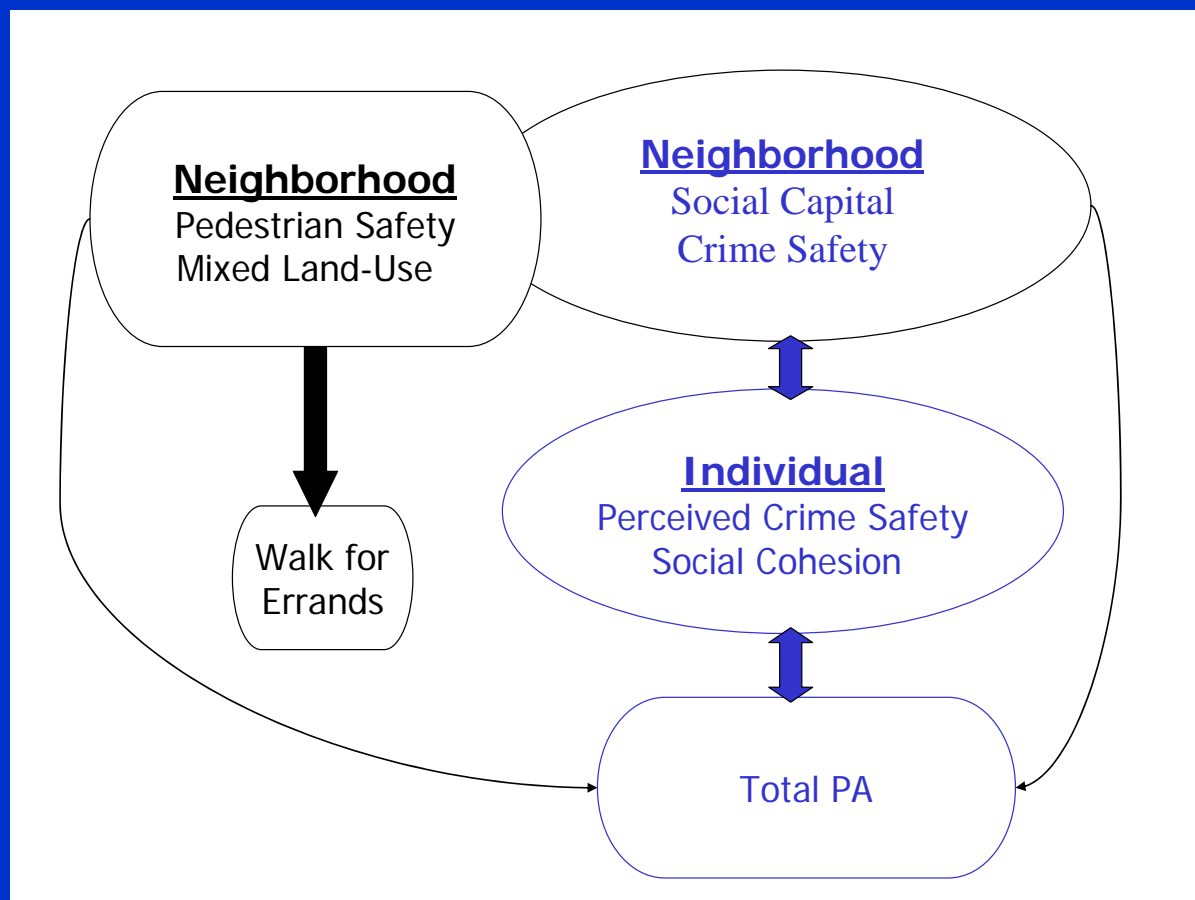 Neighborhood
Pedestrian Safety
Mixed Land-Use
Neighborhood
Social Capital
Crime Safety
Individual
Perceived Crime Safety
Social Cohesion
Walk for
Errands
Total PA